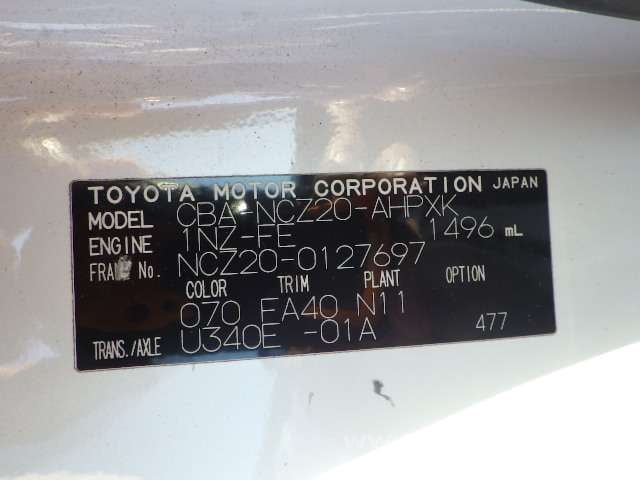 TOYOTA MOTOR CORPORATION JAPAN
MODEL CBA-NCZ20-AHPXK
ENGINE 1NZ-FE 1496 mL
FRAME No. NCZ20-0127697
COLOR TRIM PLANT OPTION
070 EA40 N11
TRANS./AXLE U340E -01A 477